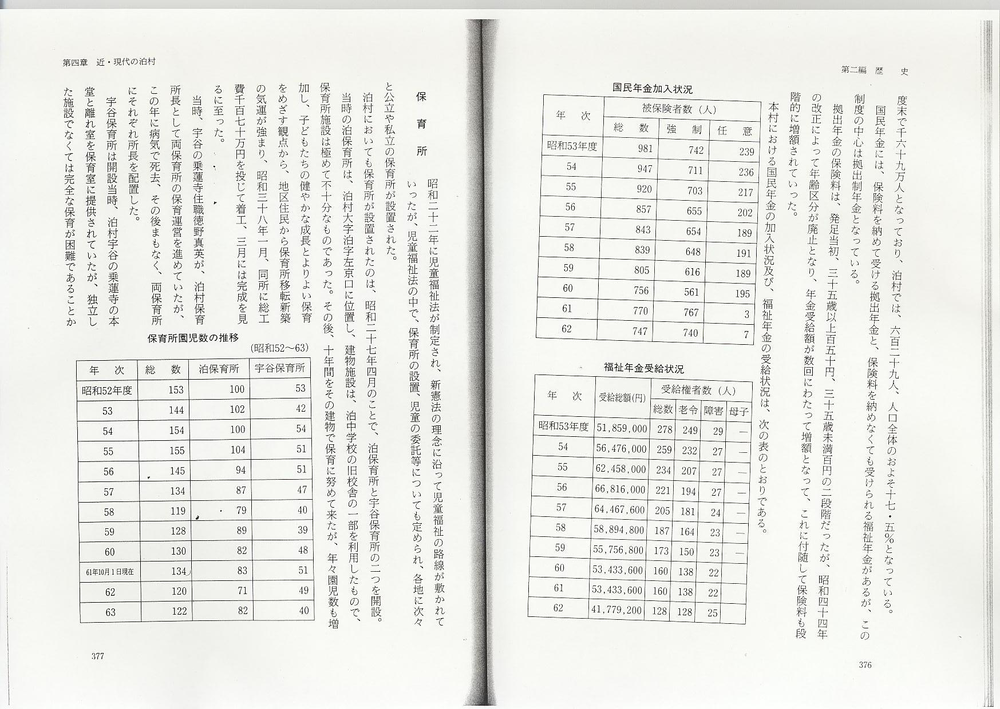 第二編　歴　　史
度末で千六十九万人となっており、泊村では、六百二十九人、人口全体のおよそ十七・五％となっている。
国民年金には、保険料を納めて受ける拠出年金と、保険料を納めなくても受けられる福祉年金があるが、この
制度の中心は拠出制年金となっている。
拠出年金の保険料は、発足当初、三十五歳以上百五十円、三十五歳未満百円の二段階だったが、昭和四十四年
の改正によって年齢区分が廃止となり、年金受給額が数回にわたって増額となって、これに付随して保険料も段
階的に増額されていった。
本村における国民年金の加入状況及び、福祉年金の受給状況は、次の表のとおりである。
国民年金加入状況
年　次　被保険者数（人）
総　数　強　制　任　意
昭和53年度　981　742　239
54　947　711　236
55　920　703　217
56　857　655　202
57　843　654　189
58　839　648　191
59　805　616　189
60　756　561　195
61　770　767　3
62　747　740　7
福祉年金受給状況
年　次　受給総額(円)　受給権者数（人）
総数　老令　障害　母子
昭和53年度　51,859,000　278　249　29　―
54　56,476,000　259　232　27　―
55　62,458,000　234　207　27　―
56　66,816,000　221　194　27　―
57　64,467,600　205　181　24　―
58　58,894,800　187　164　23　―
59　55,756,800　173　150　23　―
60　53,433,600　160　138　22
61　53,433,600　160　138　22
62　41,779,200　128　128　25
376
第四章　近・現代の泊村
保　育　所
昭和二十二年に児童福祉法が制定され、新憲法の理念に沿って児童福祉の路線が敷かれて
いったが、児童福祉法の中で、保育所の設置、児童の委託等についても定められ、各地に次々
と公立や私立の保育所が設置された。
泊村においても保育所が設置されたのは、昭和二十七年四月のことで、泊保育所と宇谷保育所の二つを開設。
当時の泊保育所は、泊村大字泊字左京口に位置し、建物施設は、泊中学校の旧校舎の一部を利用したもので、
保育所施設は極めて不十分なものであった。その後、十年間をその建物で保育に努めて来たが、年々園児数も増
加し、子どもたちの健やかな成長とよりよい保育
をめざす観点から、地区住民から保育所移転新築
の気運が強まり、昭和三十八年一月、同所に総工
費千百七十万円を投じて着工、三月には完成を見
るに至った。
当時、宇谷の乗蓮寺住職徳野真英が、泊村保育
所長として両保育所の保育運営を進めていたが、
この年に病気で死去、その後まもなく、両保育所
にそれぞれ所長を配置した。
宇谷保育所は開設当時、泊村宇谷の乗蓮寺の本
堂と離れ室を保育室に提供されていたが、独立し
た施設でなくては完全な保育が困難であることか
保育所園児数の推移
（昭和52〜63）
年　次　総　数　泊保育所　宇谷保育所
昭和52年度　153　100　53
53　144　102　42
54　154　100　54
55　155　104　51
56　145　94　51
57　134　87　47
58　119　79　40
59　128　89　39
60　130　82　48
61年10月1日現在　134　83　51
62　120　71　49
63　122　82　40
377